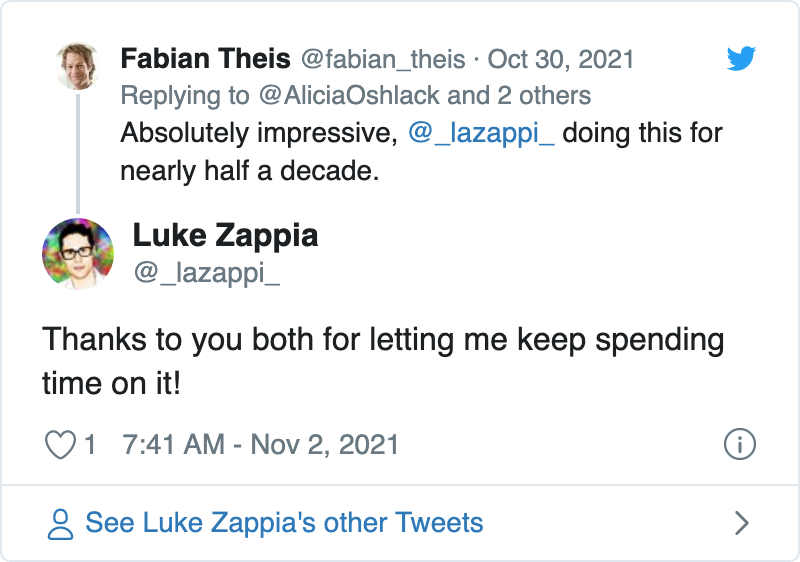 Fabian Theis @fabian_theis · Oct 30, 2021
Replying to @AliciaOshlack and 2 others
Absolutely impressive, @_lazappi_ doing this for
nearly half a decade.
Luke Zappia
@_lazappi_
Thanks to you both for letting me keep spending
time on it!
1 7:41 AM - Nov 2, 2021
See Luke Zappia's other Tweets